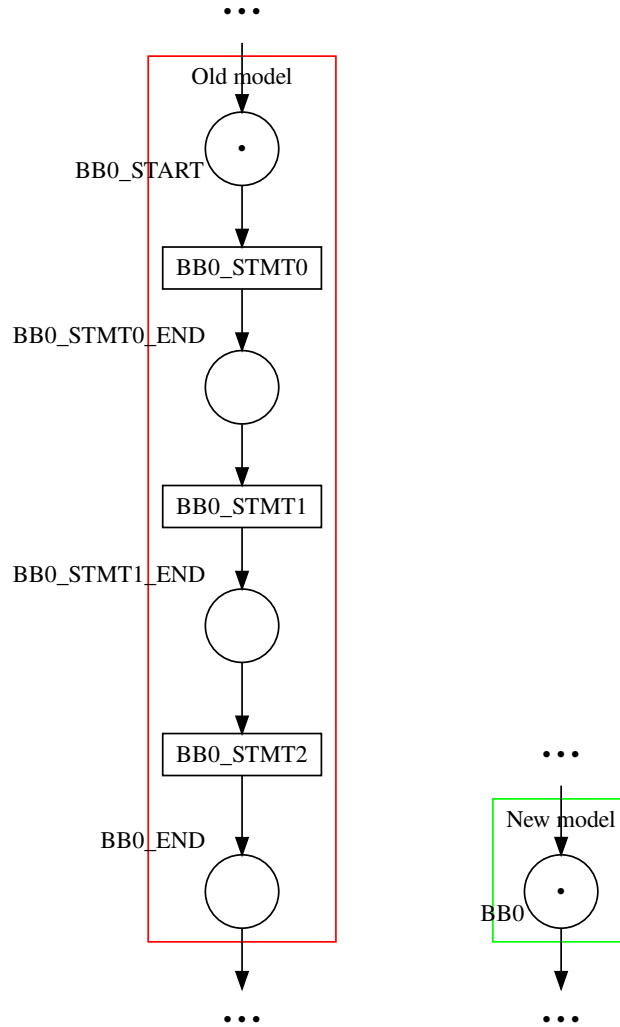 ...
Old model
BB0_START
BB0_STMT0
BB0_STMT0_END
BB0_STMT1
BB0_STMT1_END
BB0_STMT2
BB0_END
...
...
New model
BB0
...